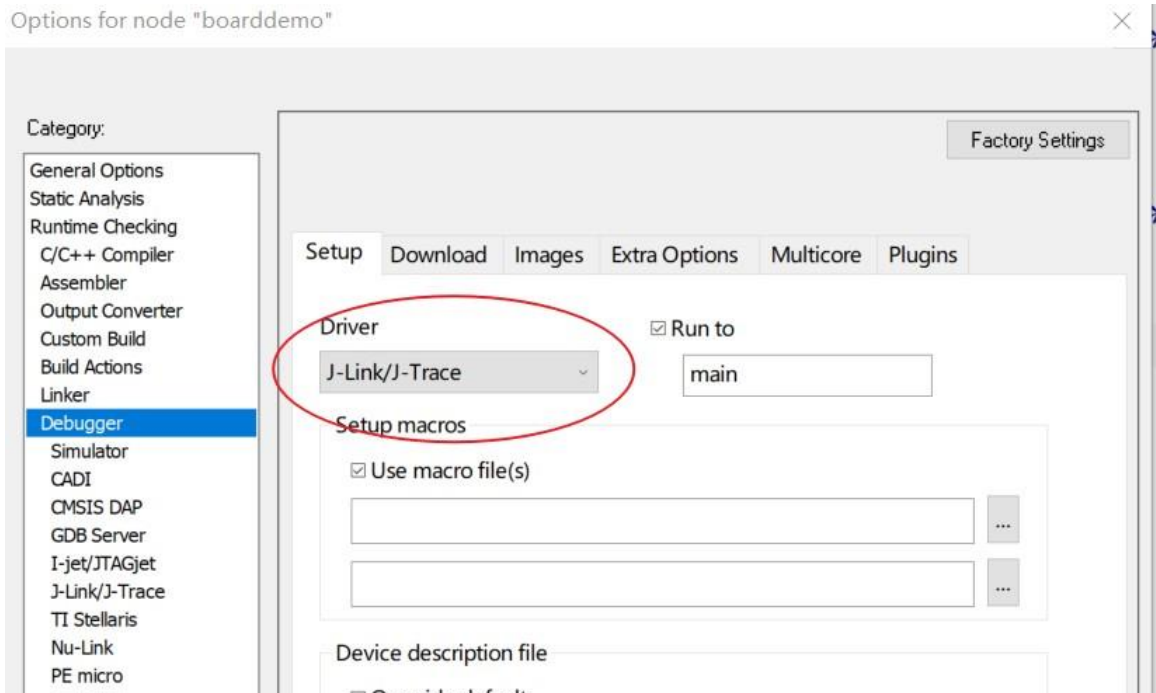 Options for node "boarddemo"
Category:
Factory Settings
General Options
Static Analysis
Runtime Checking
C/C++ Compiler
Assembler
Output Converter
Custom Build
Build Actions
Linker
Debugger
Simulator
CADI
CMSIS DAP
GDB Server
I-jet/JTAGjet
J-Link/J-Trace
TI Stellaris
Nu-Link
PE micro
Setup Download Images Extra Options Multicore Plugins
Driver
Run to
J-Link/J-Trace
main
Setup macros
Use macro file(s)
...
...
Device description file